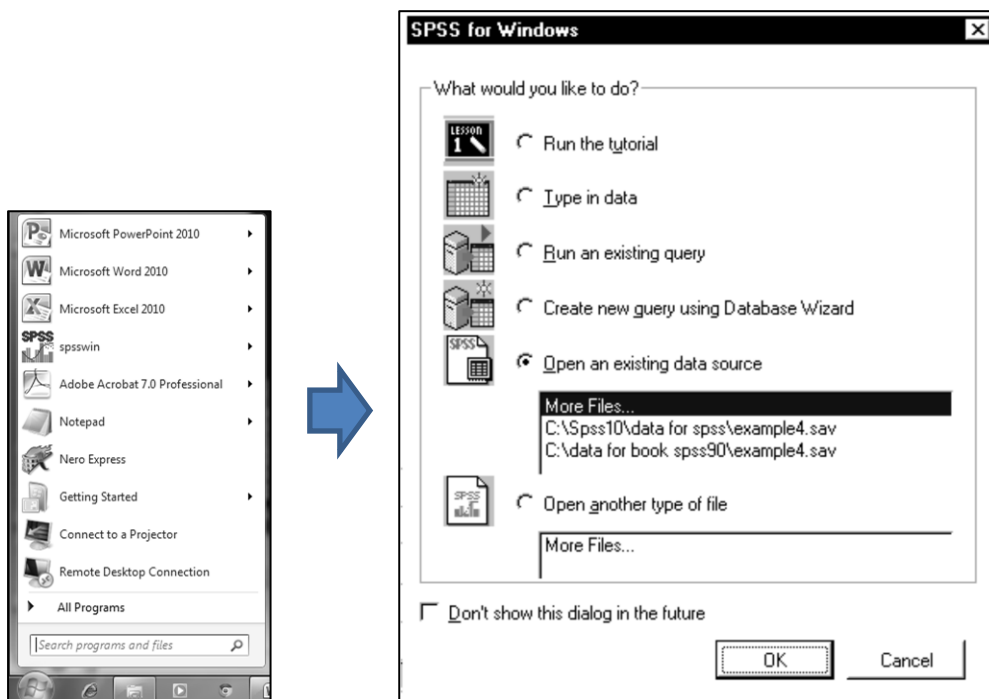 Microsoft PowerPoint 2010
Microsoft Word 2010
Microsoft Excel 2010
SPSS
spsswin
Adobe Acrobat 7.0 Professional
Notepad
Nero Express
Getting Started
Connect to a Projector
Remote Desktop Connection
All Programs
Search programs and files
SPSS for Windows
What would you like to do?
LESSON
1
Run the tutorial
Type in data
Run an existing query
Create new query using Database Wizard
SPSS
Open an existing data source
More Files...
C:\Spss10\data for spss\example4.sav
C:\data for book spss90\example4.sav
SPSS
Open another type of file
More Files...
Don't show this dialog in the future
OK
Cancel